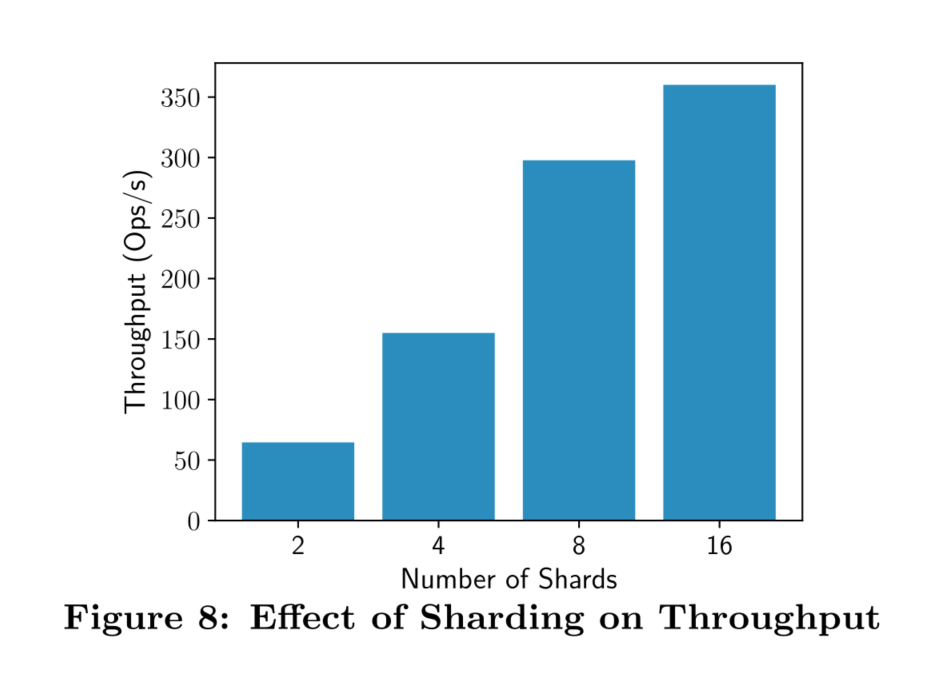 350
300
250
200
150
100
50
0
Throughput (Ops/s)
2 4 8 16
Number of Shards
Figure 8: Effect of Sharding on Throughput